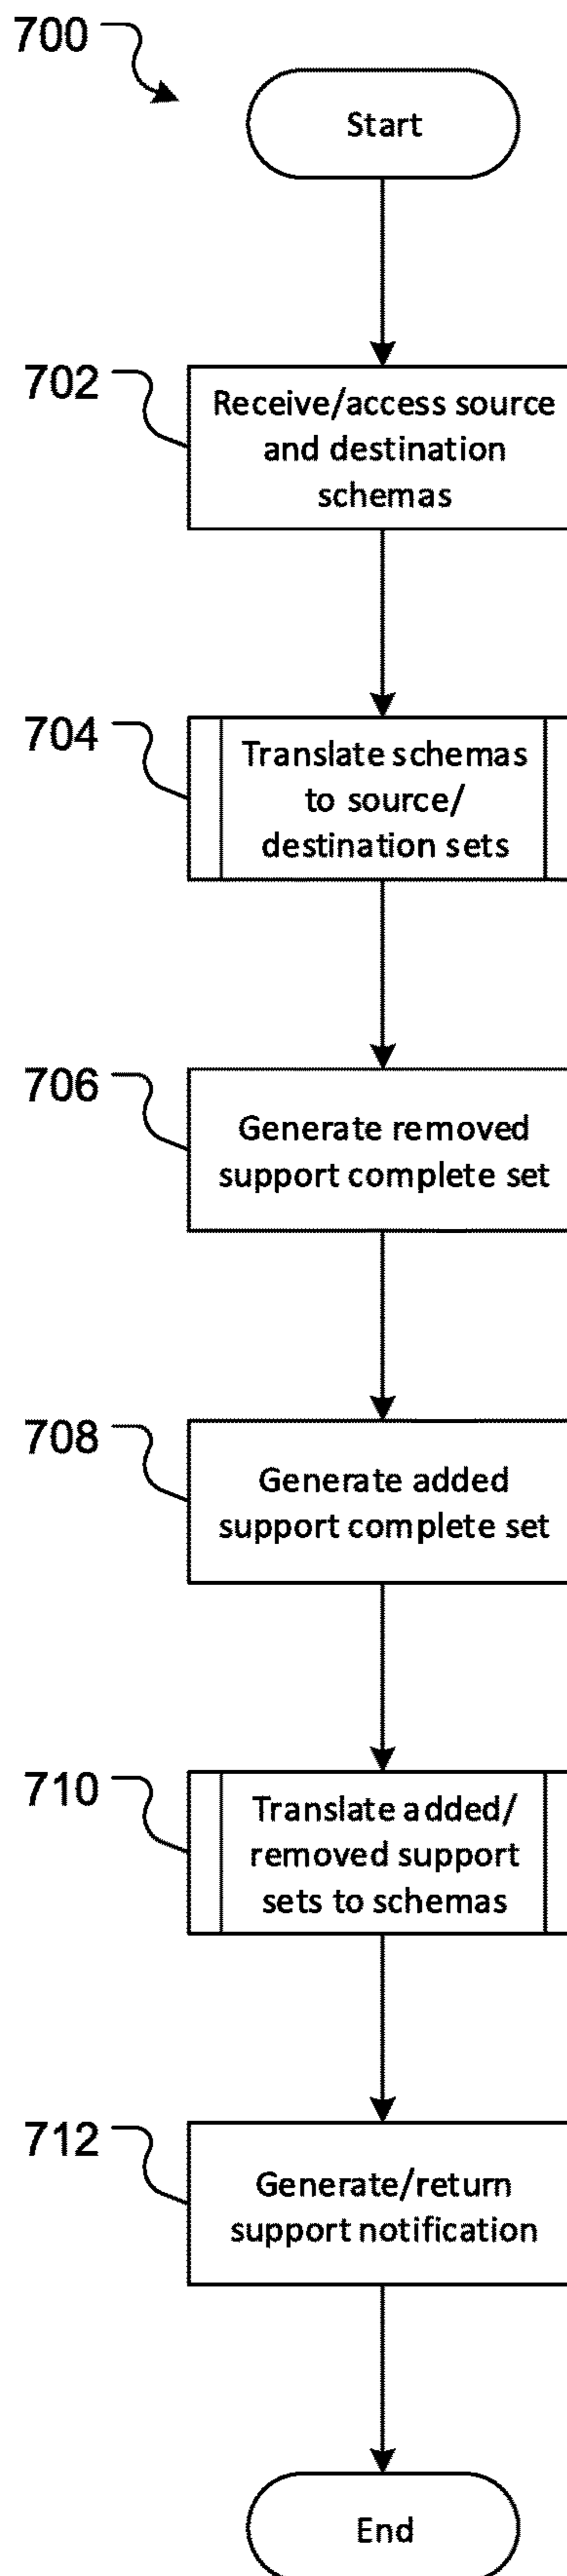 700
Start
702
Receive/access source
and destination
schemas
704
Translate schemas
to source/
destination sets
706
Generate removed
support complete set
708
Generate added
support complete set
710
Translate added/
removed support
sets to schemas
712
Generate/return
support notification
End